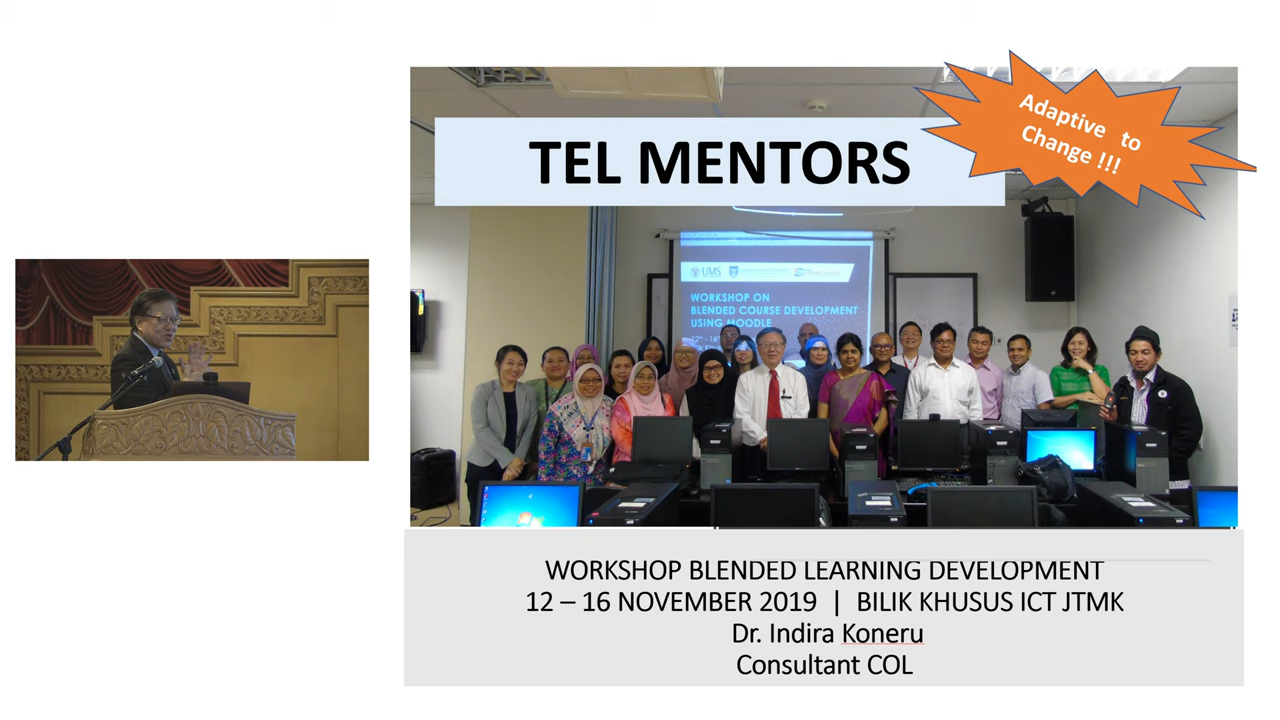 Adaptive to
Change !!!
TEL MENTORS
UMS
WORKSHOP ON
BLENDED COURSE DEVELOPMENT
USING MOODLE
WORKSHOP BLENDED LEARNING DEVELOPMENT
12 – 16 NOVEMBER 2019 | BILIK KHUSUS ICT JTMK
Dr. Indira Koneru
Consultant COL